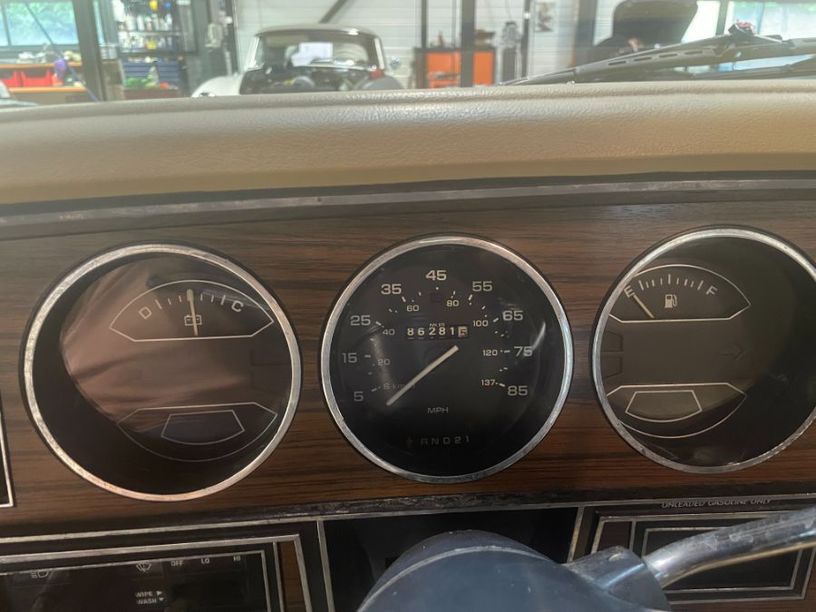 D C
5 15 25 35 45 55 65 75 85
20 40 60 80 100 120 137
km/h
86281
MPH
RND21
E F
UNLEADED GASOLINE ONLY
OFF LO HI
WIPE
WASH